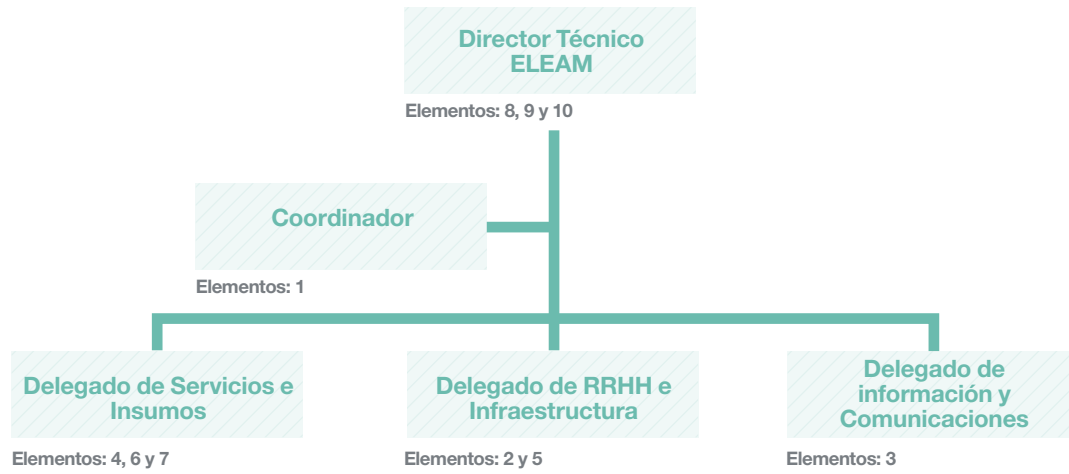 Director Técnico
ELEAM
Elementos: 8, 9 y 10
Coordinador
Elementos: 1
Delegado de Servicios e
Insumos
Elementos: 4, 6 y 7
Delegado de RRHH e
Infraestructura
Elementos: 2 y 5
Delegado de
información y
Comunicaciones
Elementos: 3